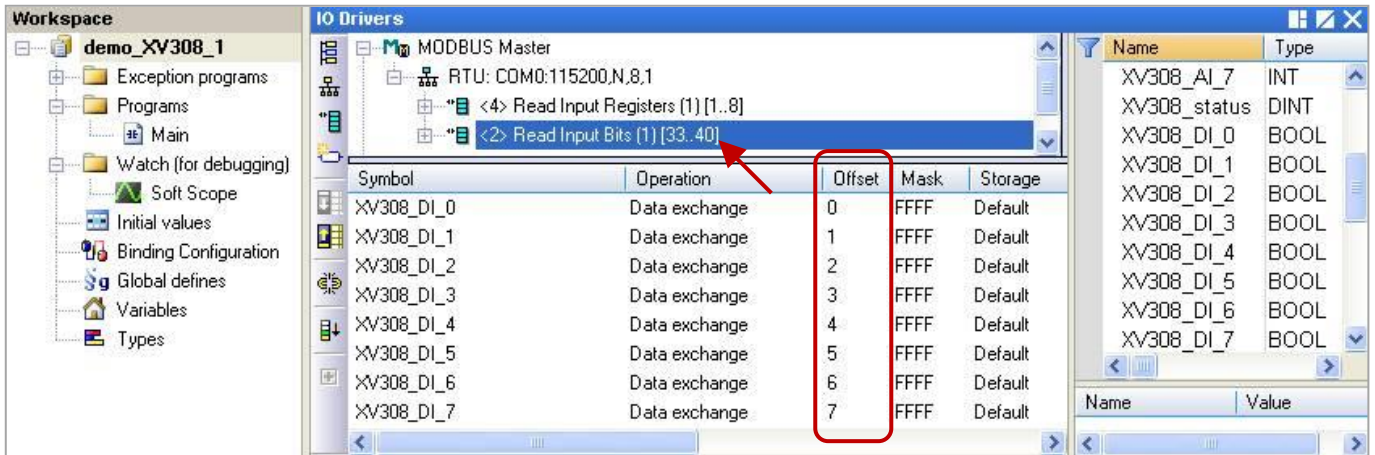 Workspace
demo_XV308_1
Exception programs
Programs
Main
Watch (for debugging)
Soft Scope
Initial values
Binding Configuration
Global defines
Variables
Types
IO Drivers
MODBUS Master
RTU: COM0:115200,N,8,1
<4> Read Input Registers (1) [1..8]
<2> Read Input Bits (1) [33..40]
Symbol Operation Offset Mask Storage
XV308_DI_0 Data exchange 0 FFFF Default
XV308_DI_1 Data exchange 1 FFFF Default
XV308_DI_2 Data exchange 2 FFFF Default
XV308_DI_3 Data exchange 3 FFFF Default
XV308_DI_4 Data exchange 4 FFFF Default
XV308_DI_5 Data exchange 5 FFFF Default
XV308_DI_6 Data exchange 6 FFFF Default
XV308_DI_7 Data exchange 7 FFFF Default
Name Type
XV308_AI_7 INT
XV308_status DINT
XV308_DI_0 BOOL
XV308_DI_1 BOOL
XV308_DI_2 BOOL
XV308_DI_3 BOOL
XV308_DI_4 BOOL
XV308_DI_5 BOOL
XV308_DI_6 BOOL
XV308_DI_7 BOOL
Name Value